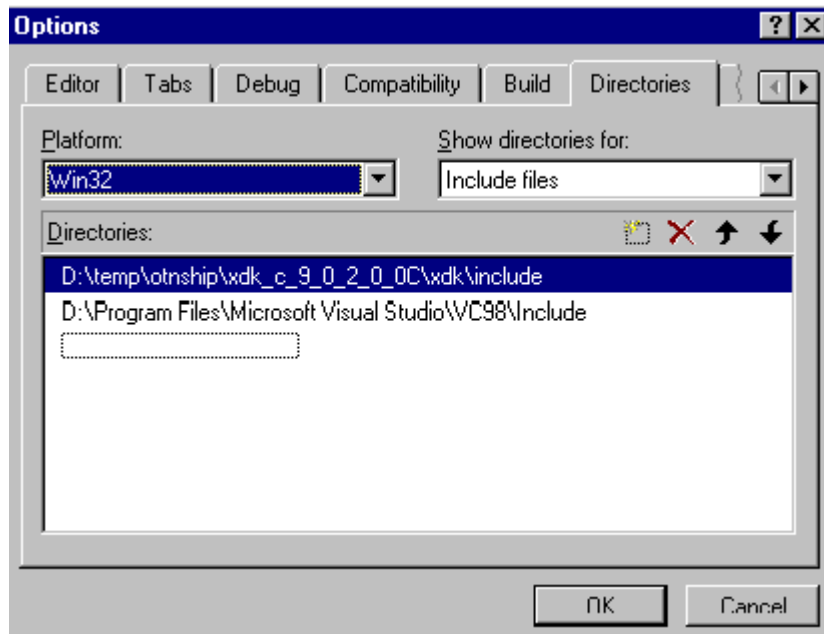 Options
Editor Tabs Debug Compatibility Build Directories
Platform: Show directories for:
Win32 Include files
Directories:
D:\temp\otnship\xdk_c_9_0_2_0_0C\xdk\include
D:\Program Files\Microsoft Visual Studio\VC98\Include
OK Cancel